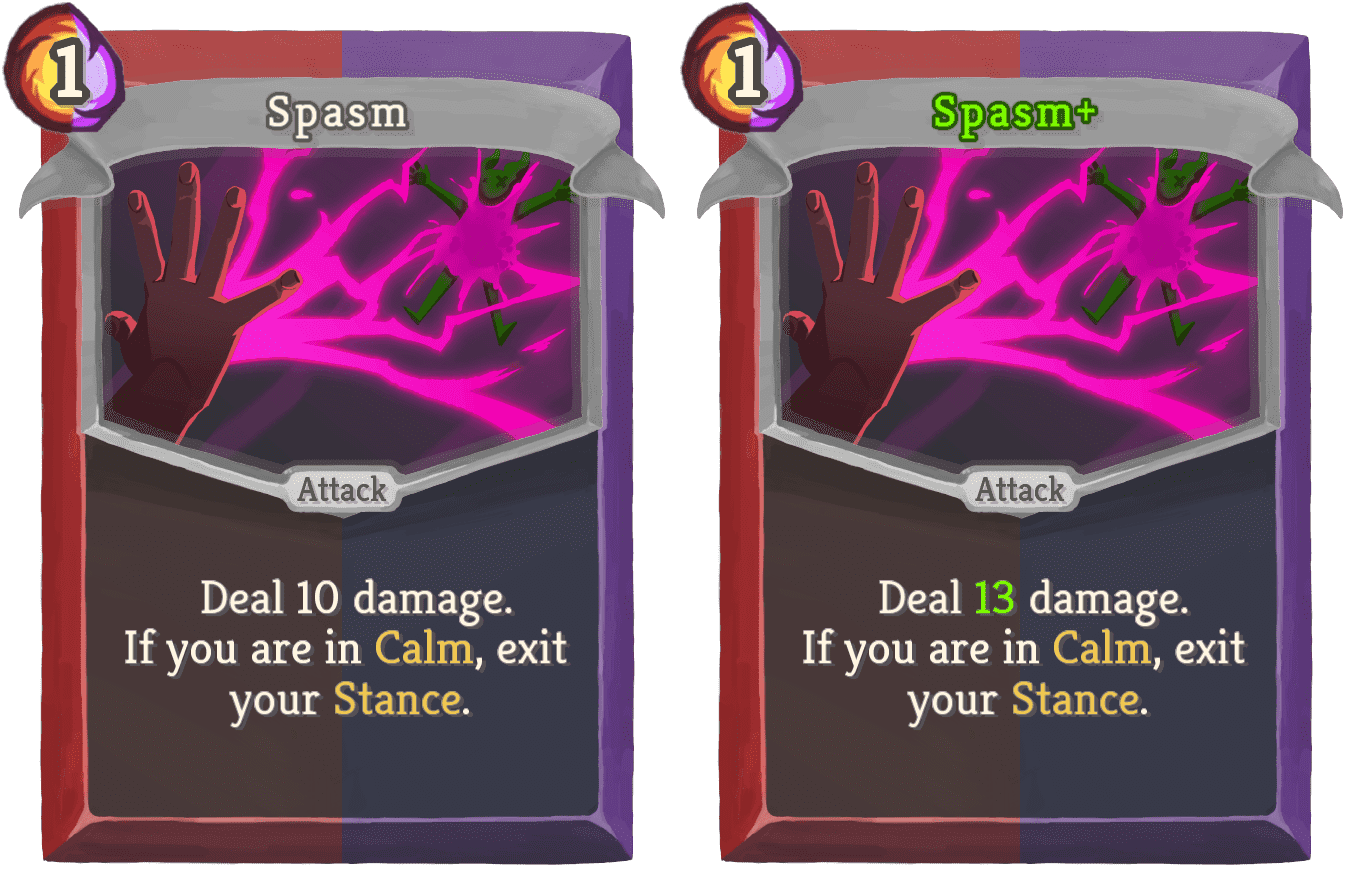 1
Spasm
Attack
Deal 10 damage.
If you are in Calm, exit
your Stance.
1
Spasm+
Attack
Deal 13 damage.
If you are in Calm, exit
your Stance.